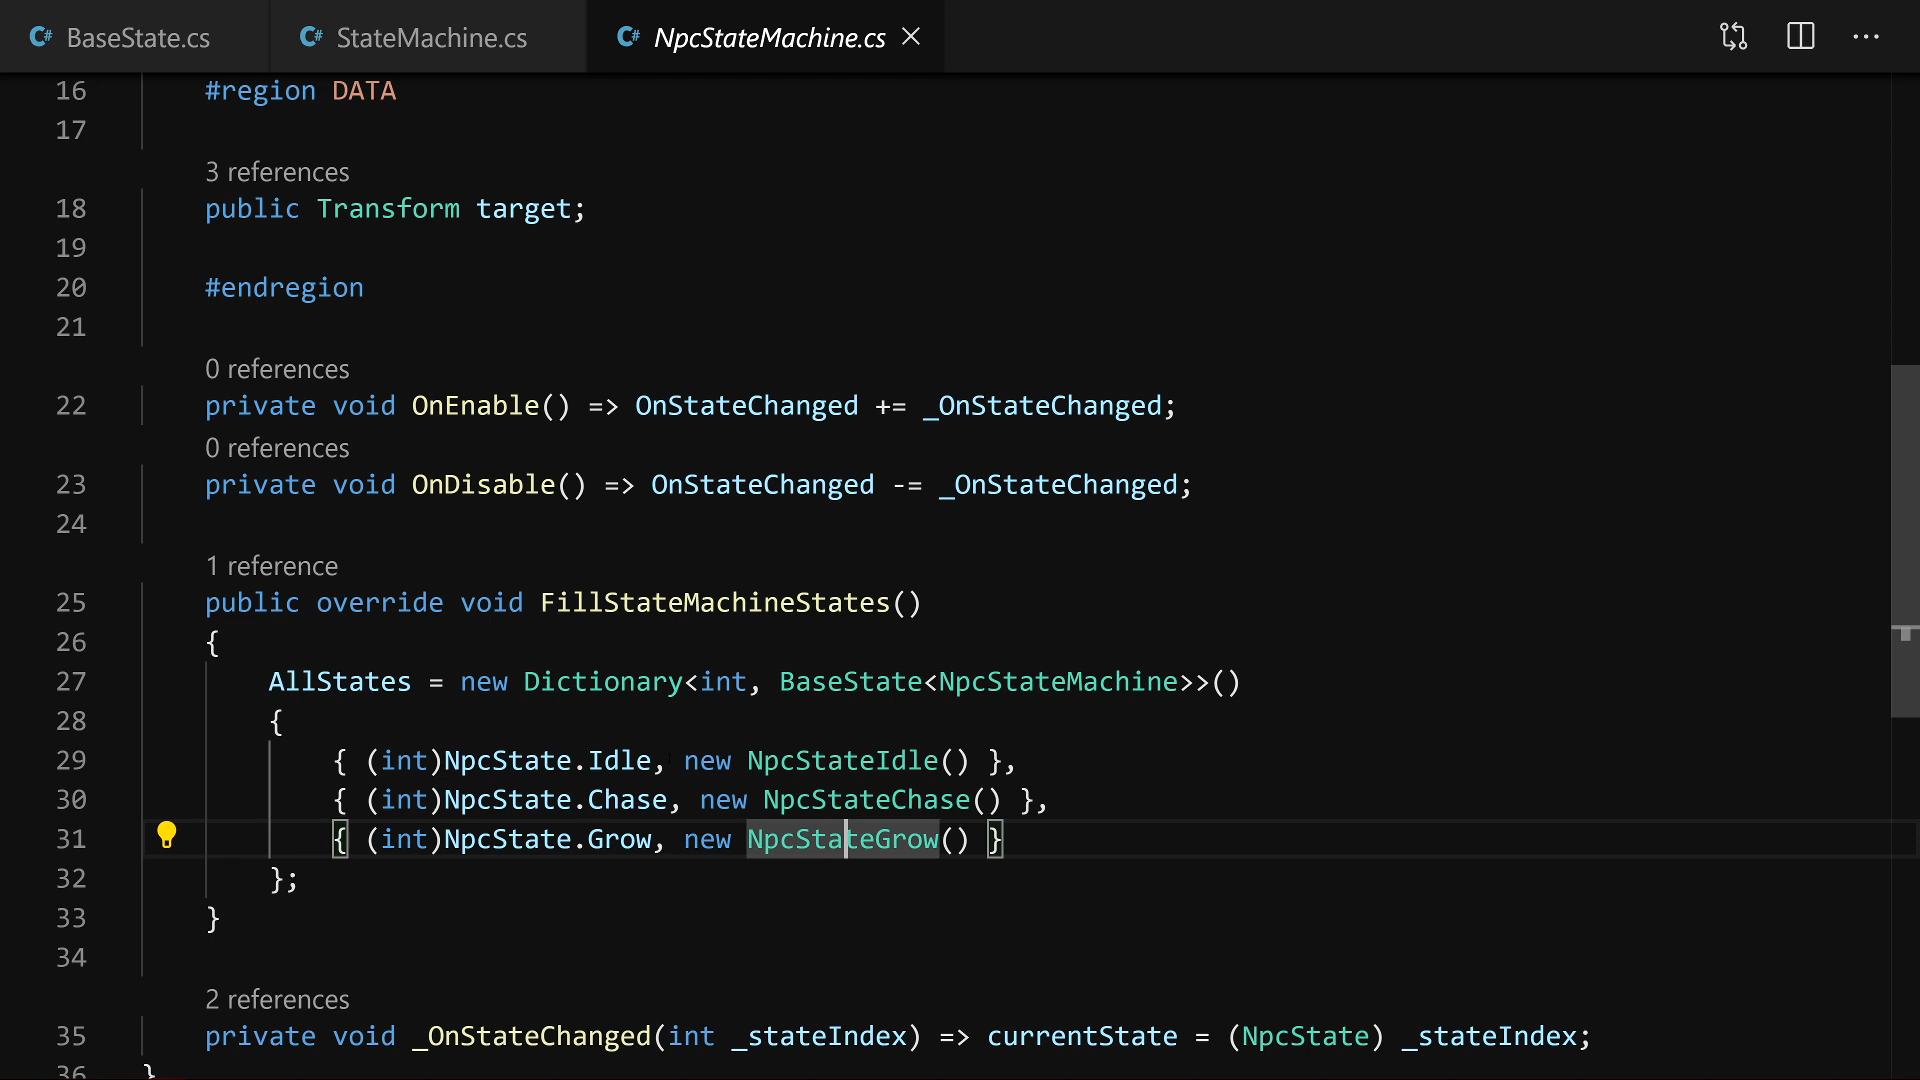 C# BaseState.cs C# StateMachine.cs C# NpcStateMachine.cs
16 #region DATA
17
3 references
18 public Transform target;
19
20 #endregion
21
0 references
22 private void OnEnable() => OnStateChanged += _OnStateChanged;
0 references
23 private void OnDisable() => OnStateChanged -= _OnStateChanged;
24
1 reference
25 public override void FillStateMachineStates()
26 {
27 AllStates = new Dictionary<int, BaseState<NpcStateMachine>>()
28 {
29 { (int)NpcState.Idle, new NpcStateIdle() },
30 { (int)NpcState.Chase, new NpcStateChase() },
31 { (int)NpcState.Grow, new NpcStateGrow() }
32 };
33 }
34
2 references
35 private void _OnStateChanged(int _stateIndex) => currentState = (NpcState) _stateIndex;
36 }